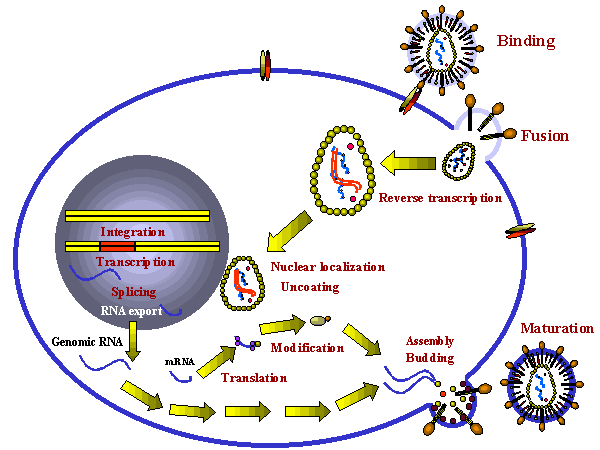 Binding
Fusion
Reverse transcription
Integration
Transcription
Splicing
RNA export
Nuclear localization
Uncoating
Genomic RNA
mRNA
Modification
Translation
Assembly
Budding
Maturation